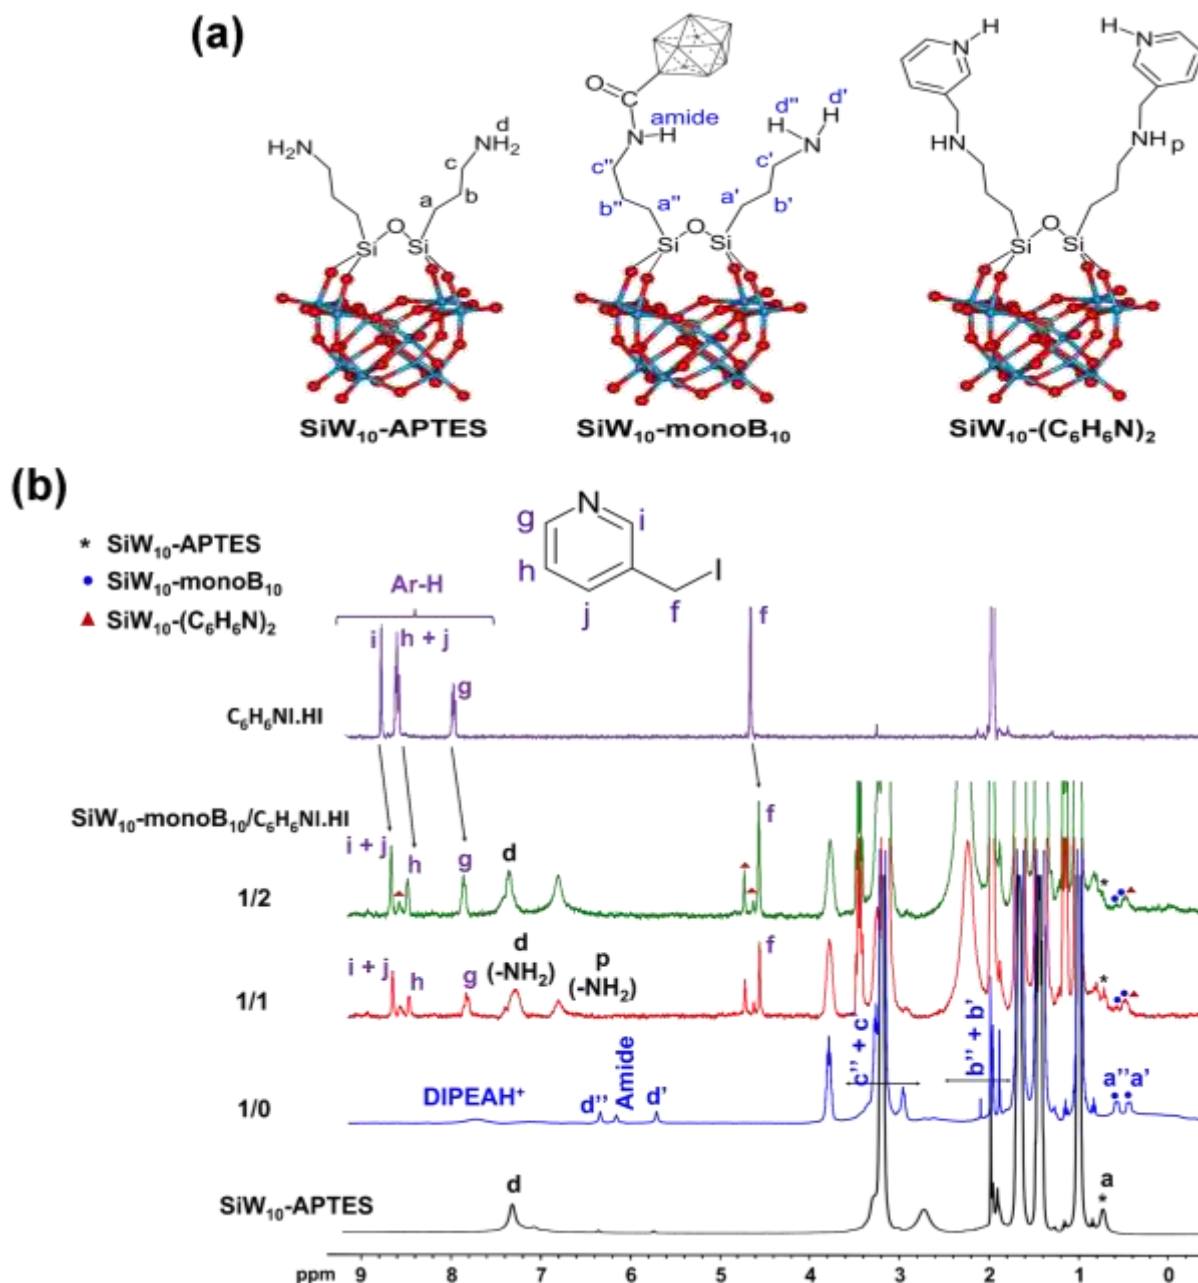 (a)
O
C
N
H
amide
c''
b''
a''
d''
d'
H
H
N
c'
b'
a'
Si
O
Si
H₂N
d
NH₂
c
b
a
Si
O
Si
N
H
N
H
HN
NH
p
Si
O
Si
SiW₁₀-APTES
SiW₁₀-monoB₁₀
SiW₁₀-(C₆H₆N)₂
(b)
* SiW₁₀-APTES
● SiW₁₀-monoB₁₀
▲ SiW₁₀-(C₆H₆N)₂
N
g
i
h
j
f
I
Ar-H
i
h + j
g
f
C₆H₆NI.HI
SiW₁₀-monoB₁₀/C₆H₆NI.HI
i + j
h
g
d
f
1/2
*
i + j
h
g
d
(-NH₂)
p
(-NH₂)
f
1/1
*
DIPEAH⁺
d''
Amide
d'
c'' + c
b'' + b'
a''a'
1/0
SiW₁₀-APTES
d
a
*
ppm 9 8 7 6 5 4 3 2 1 0